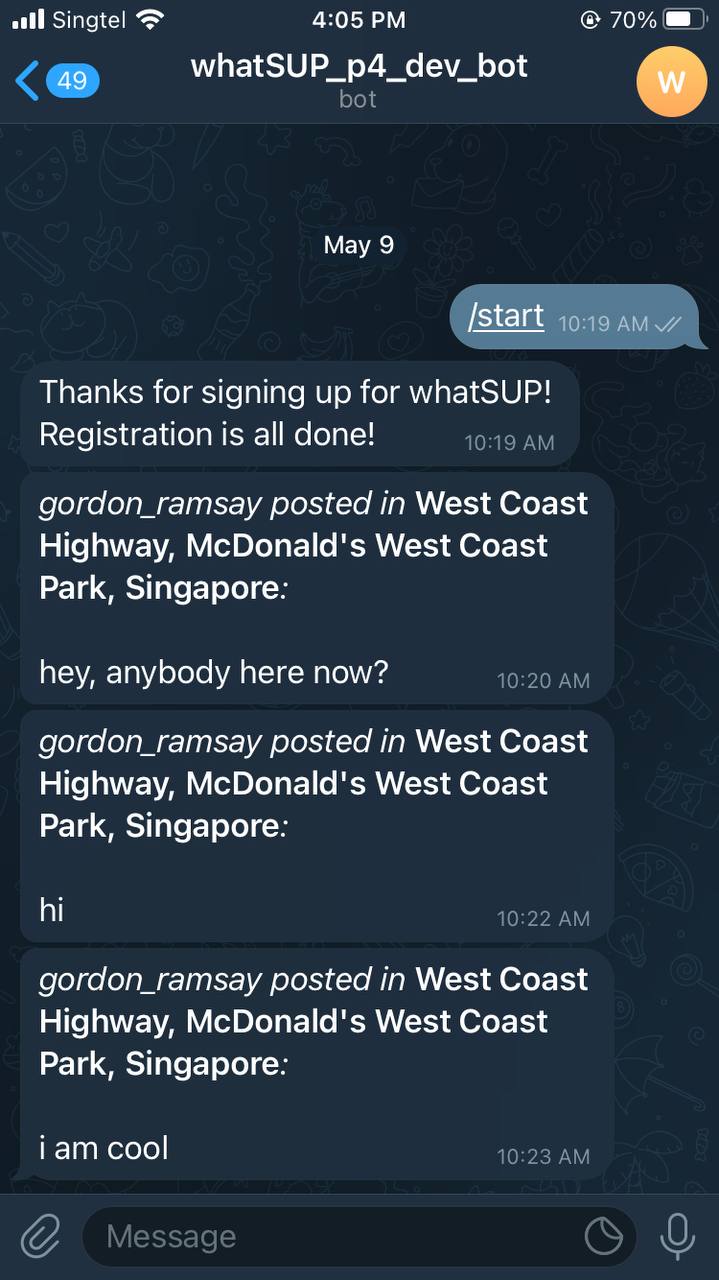 Singtel 4:05 PM 70%
49 whatSUP_p4_dev_bot W
bot
May 9
/start 10:19 AM
Thanks for signing up for whatSUP!
Registration is all done! 10:19 AM
gordon_ramsay posted in West Coast
Highway, McDonald's West Coast
Park, Singapore:
hey, anybody here now? 10:20 AM
gordon_ramsay posted in West Coast
Highway, McDonald's West Coast
Park, Singapore:
hi 10:22 AM
gordon_ramsay posted in West Coast
Highway, McDonald's West Coast
Park, Singapore:
i am cool 10:23 AM
Message